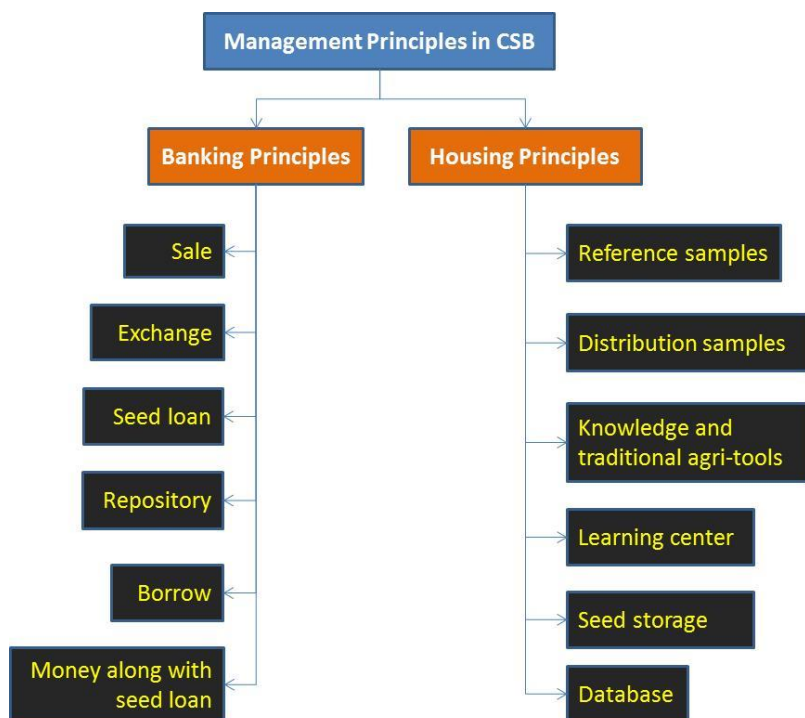 Management Principles in CSB
Banking Principles
Housing Principles
Sale
Exchange
Seed loan
Repository
Borrow
Money along with
seed loan
Reference samples
Distribution samples
Knowledge and
traditional agri-tools
Learning center
Seed storage
Database